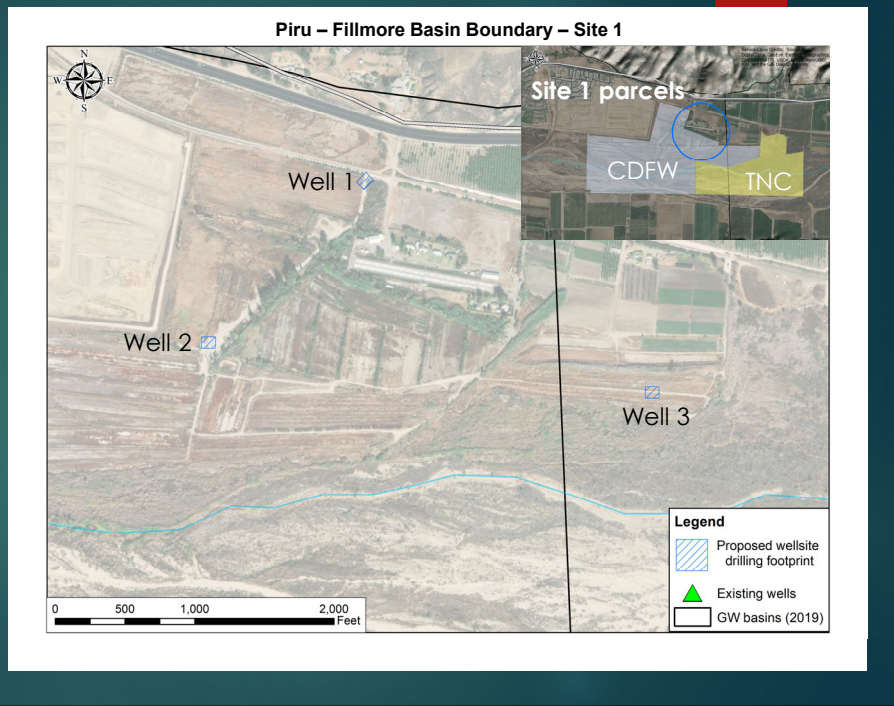 Piru – Fillmore Basin Boundary – Site 1
N
W E
S
Site 1 parcels
CDFW
TNC
Well 1
Well 2
Well 3
Legend
Proposed wellsite
drilling footprint
Existing wells
GW basins (2019)
0 500 1,000 2,000
Feet